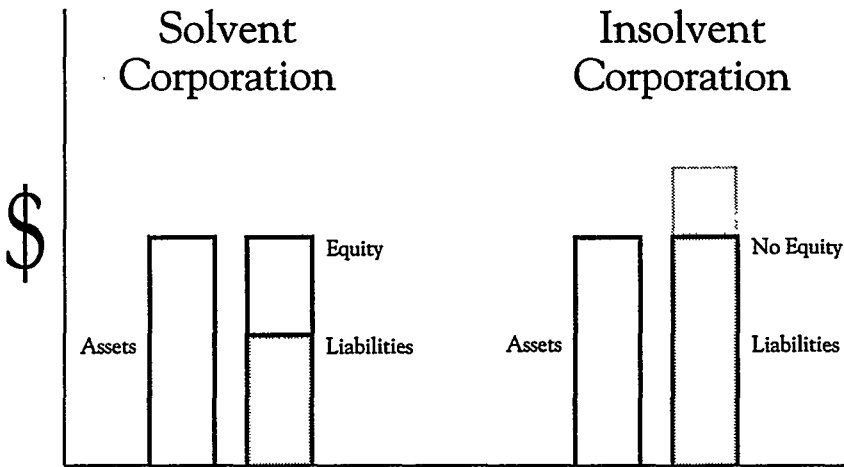 Solvent
Corporation
Insolvent
Corporation
$
Equity
No Equity
Assets
Liabilities
Assets
Liabilities